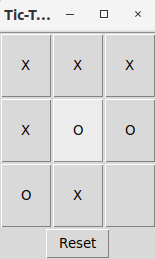 Tic-T...
X X X
X O O
O X
Reset